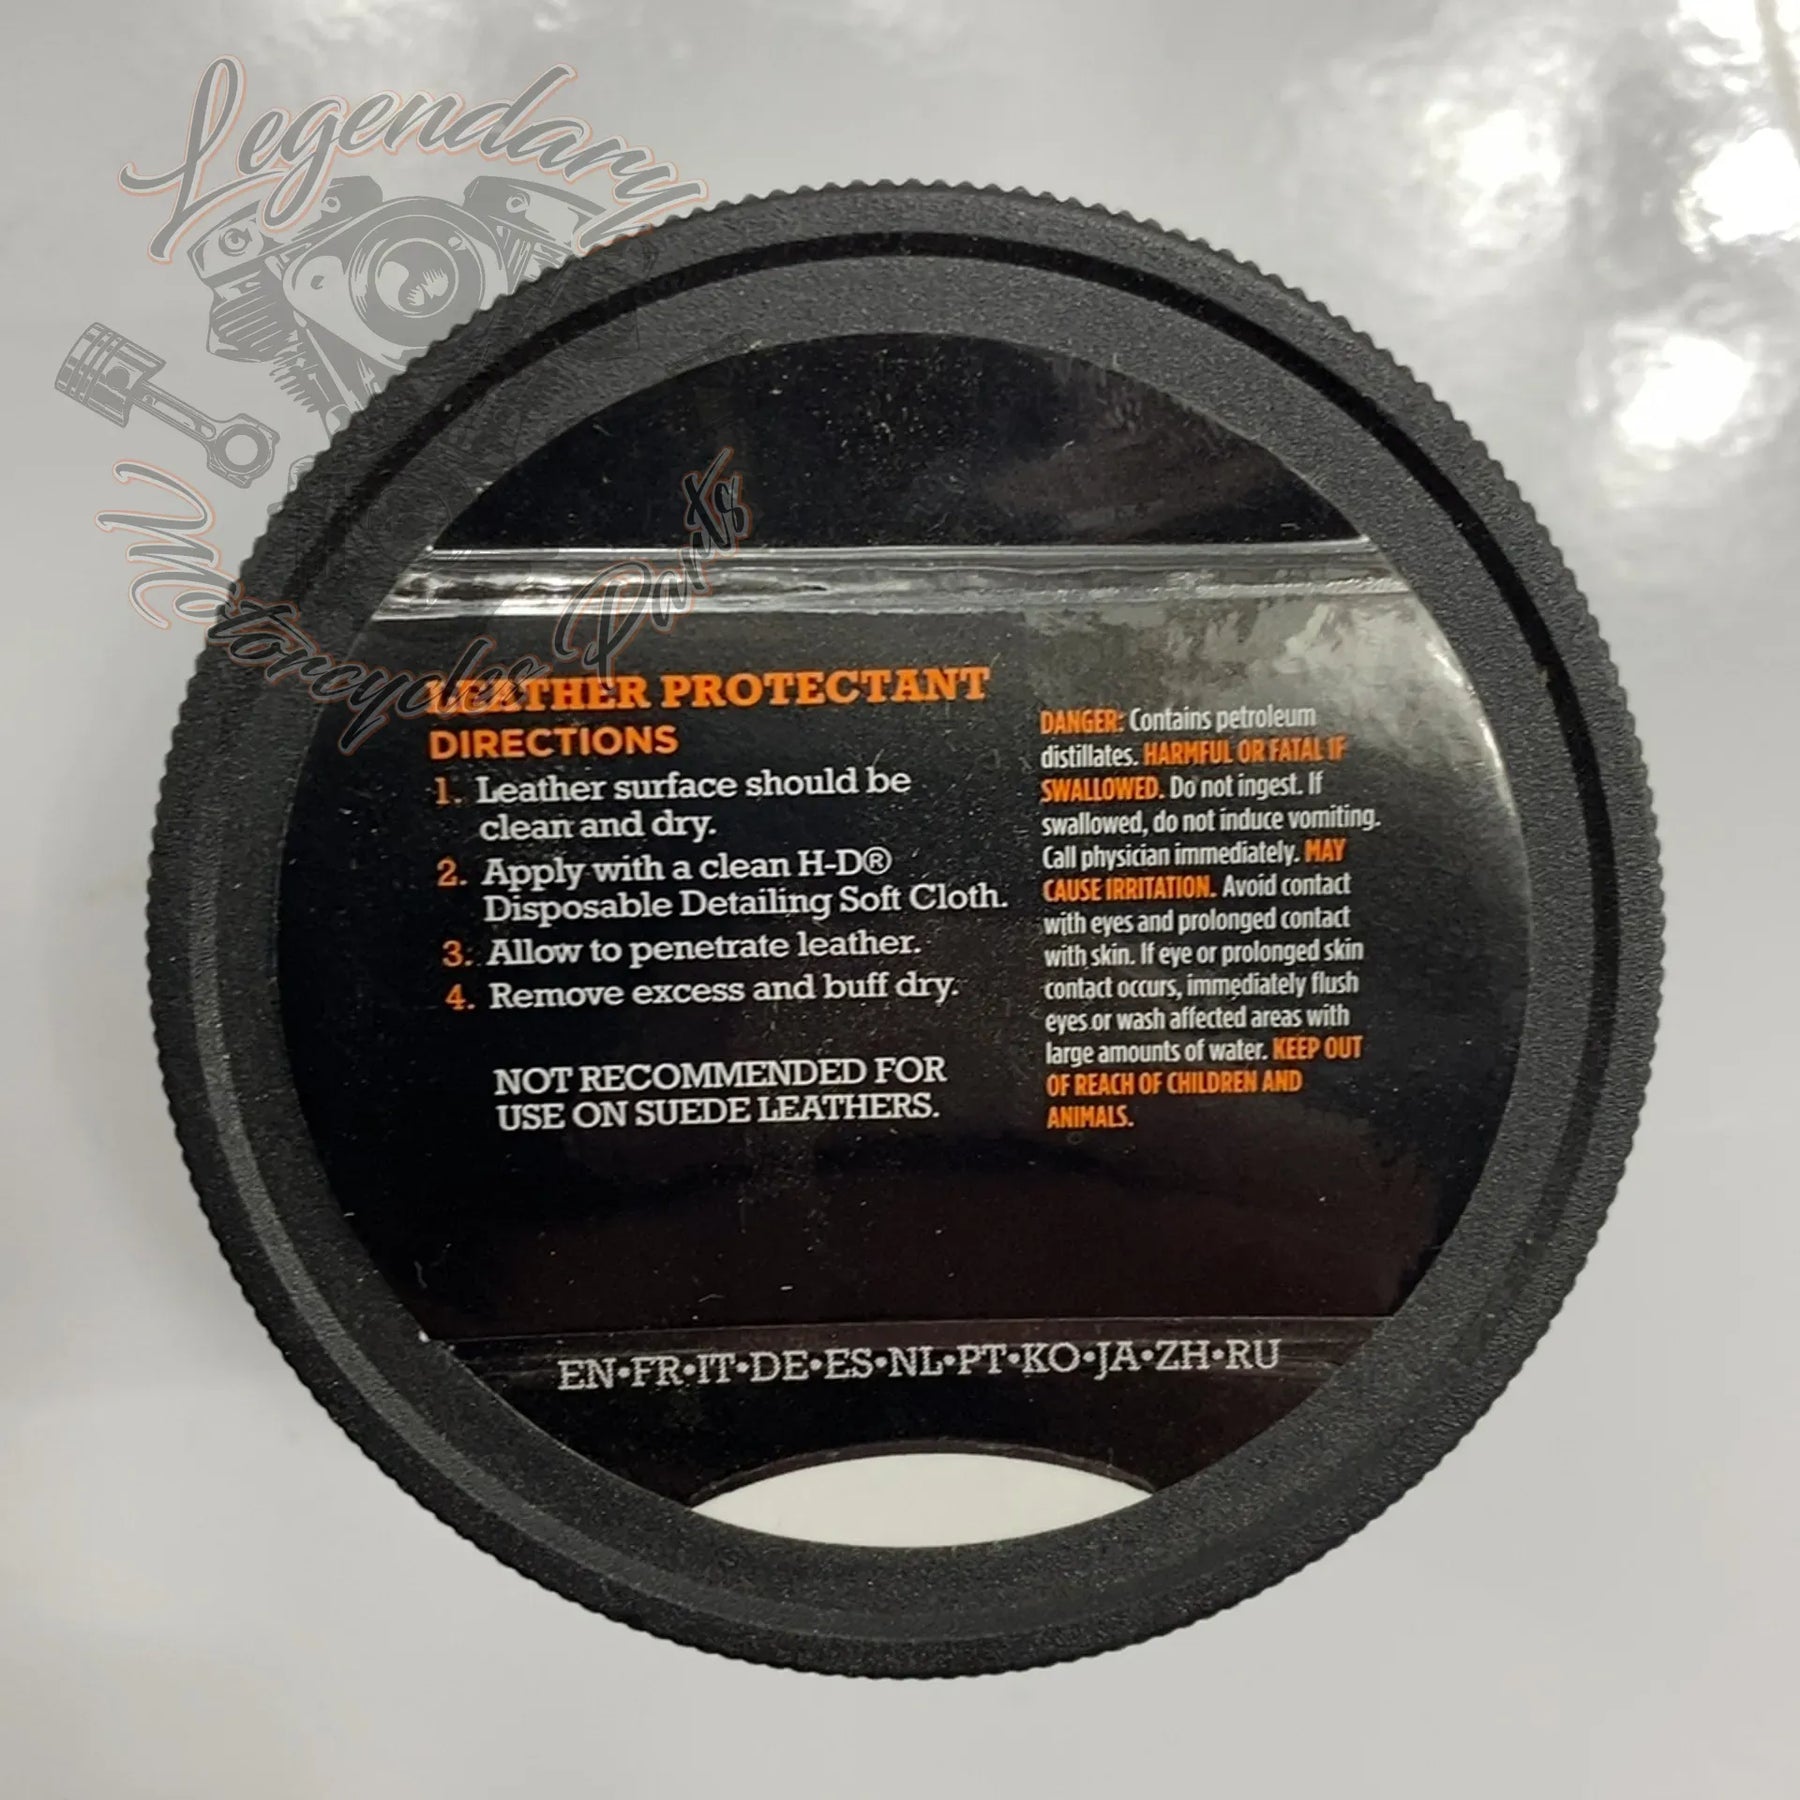 Legendary
Motorcycles Parts
LEATHER PROTECTANT
DIRECTIONS
1. Leather surface should be
clean and dry.
2. Apply with a clean H-D®
Disposable Detailing Soft Cloth.
3. Allow to penetrate leather.
4. Remove excess and buff dry.
NOT RECOMMENDED FOR
USE ON SUEDE LEATHERS.
DANGER: Contains petroleum
distillates. HARMFUL OR FATAL IF
SWALLOWED. Do not ingest. If
swallowed, do not induce vomiting.
Call physician immediately. MAY
CAUSE IRRITATION. Avoid contact
with eyes and prolonged contact
with skin. If eye or prolonged skin
contact occurs, immediately flush
eyes or wash affected areas with
large amounts of water. KEEP OUT
OF REACH OF CHILDREN AND
ANIMALS.
EN•FR•IT•DE•ES•NL•PT•KO•JA•ZH•RU